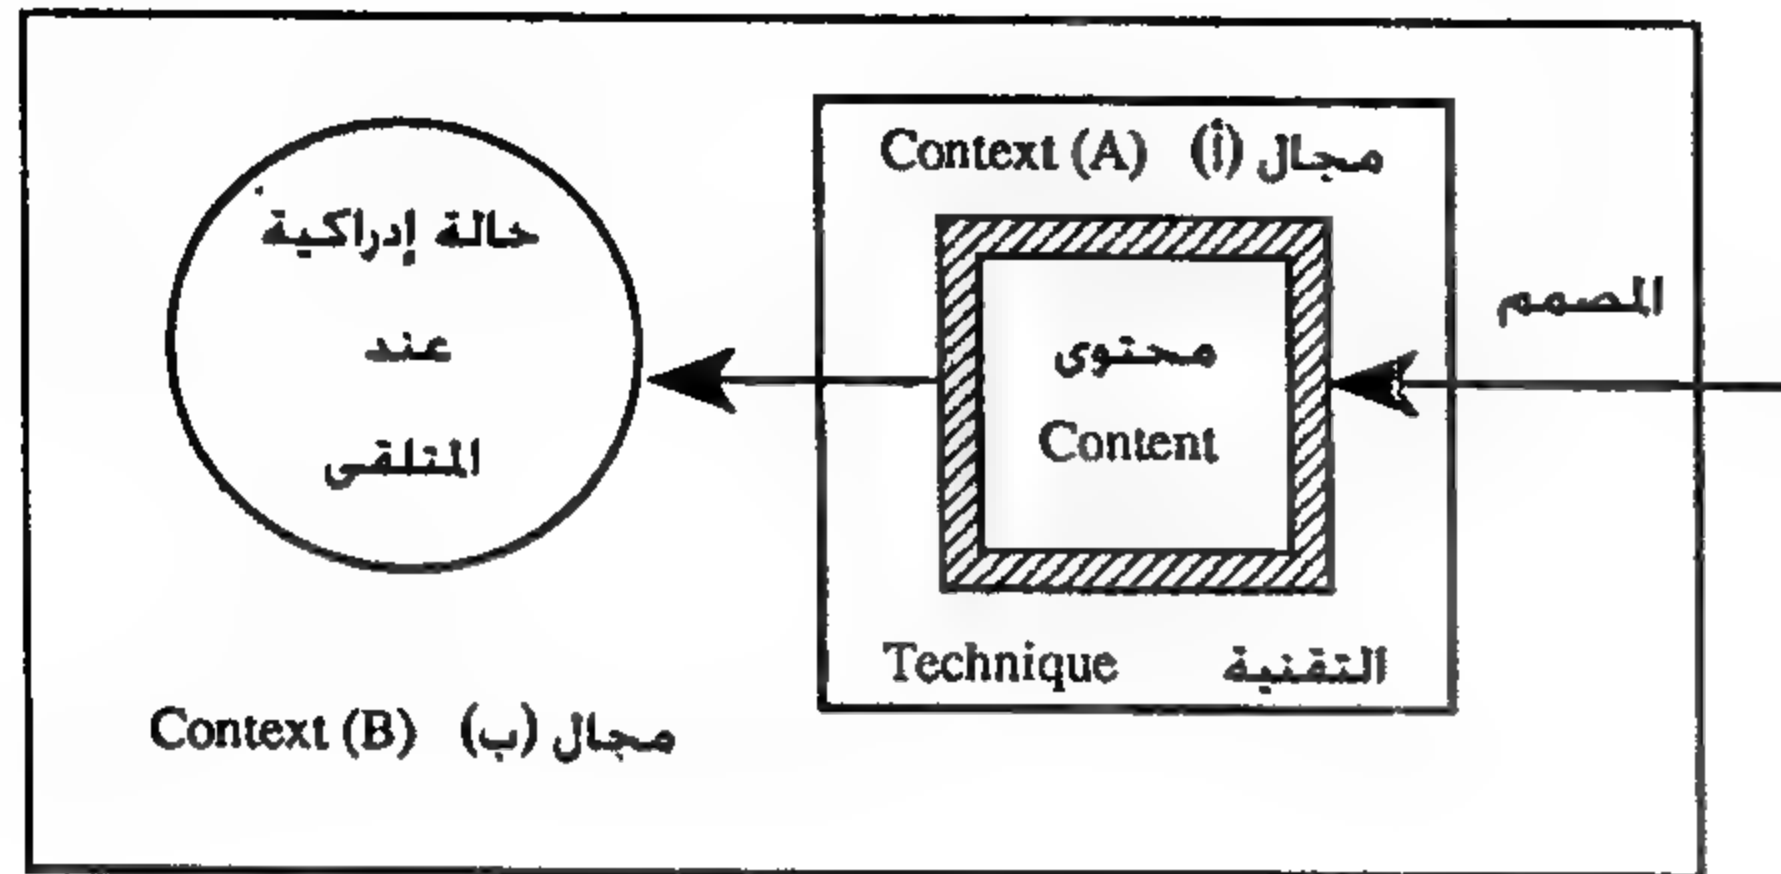 مجال (أ) Context (A)
المصمم
محتوى
Content
التقنية Technique
حالة إدراكية
عند
المتلقى
مجال (ب) Context (B)